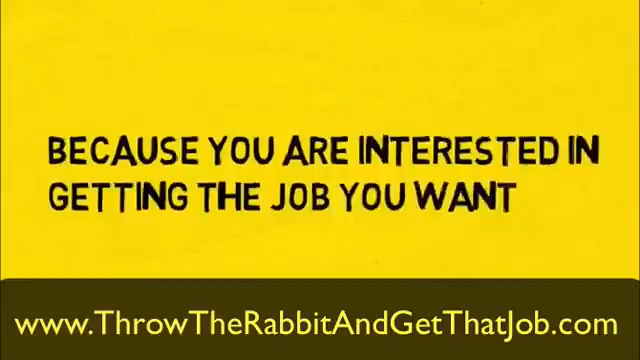 BECAUSE YOU ARE INTERESTED IN
GETTING THE JOB YOU WANT
www.ThrowTheRabbitAndGetThatJob.com